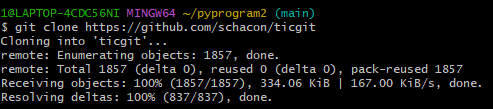 1@LAPTOP-4CDC56NI MINGW64 ~/pyprogram2 (main)
$ git clone https://github.com/schacon/ticgit
Cloning into 'ticgit'...
remote: Enumerating objects: 1857, done.
remote: Total 1857 (delta 0), reused 0 (delta 0), pack-reused 1857
Receiving objects: 100% (1857/1857), 334.06 KiB | 167.00 KiB/s, done.
Resolving deltas: 100% (837/837), done.